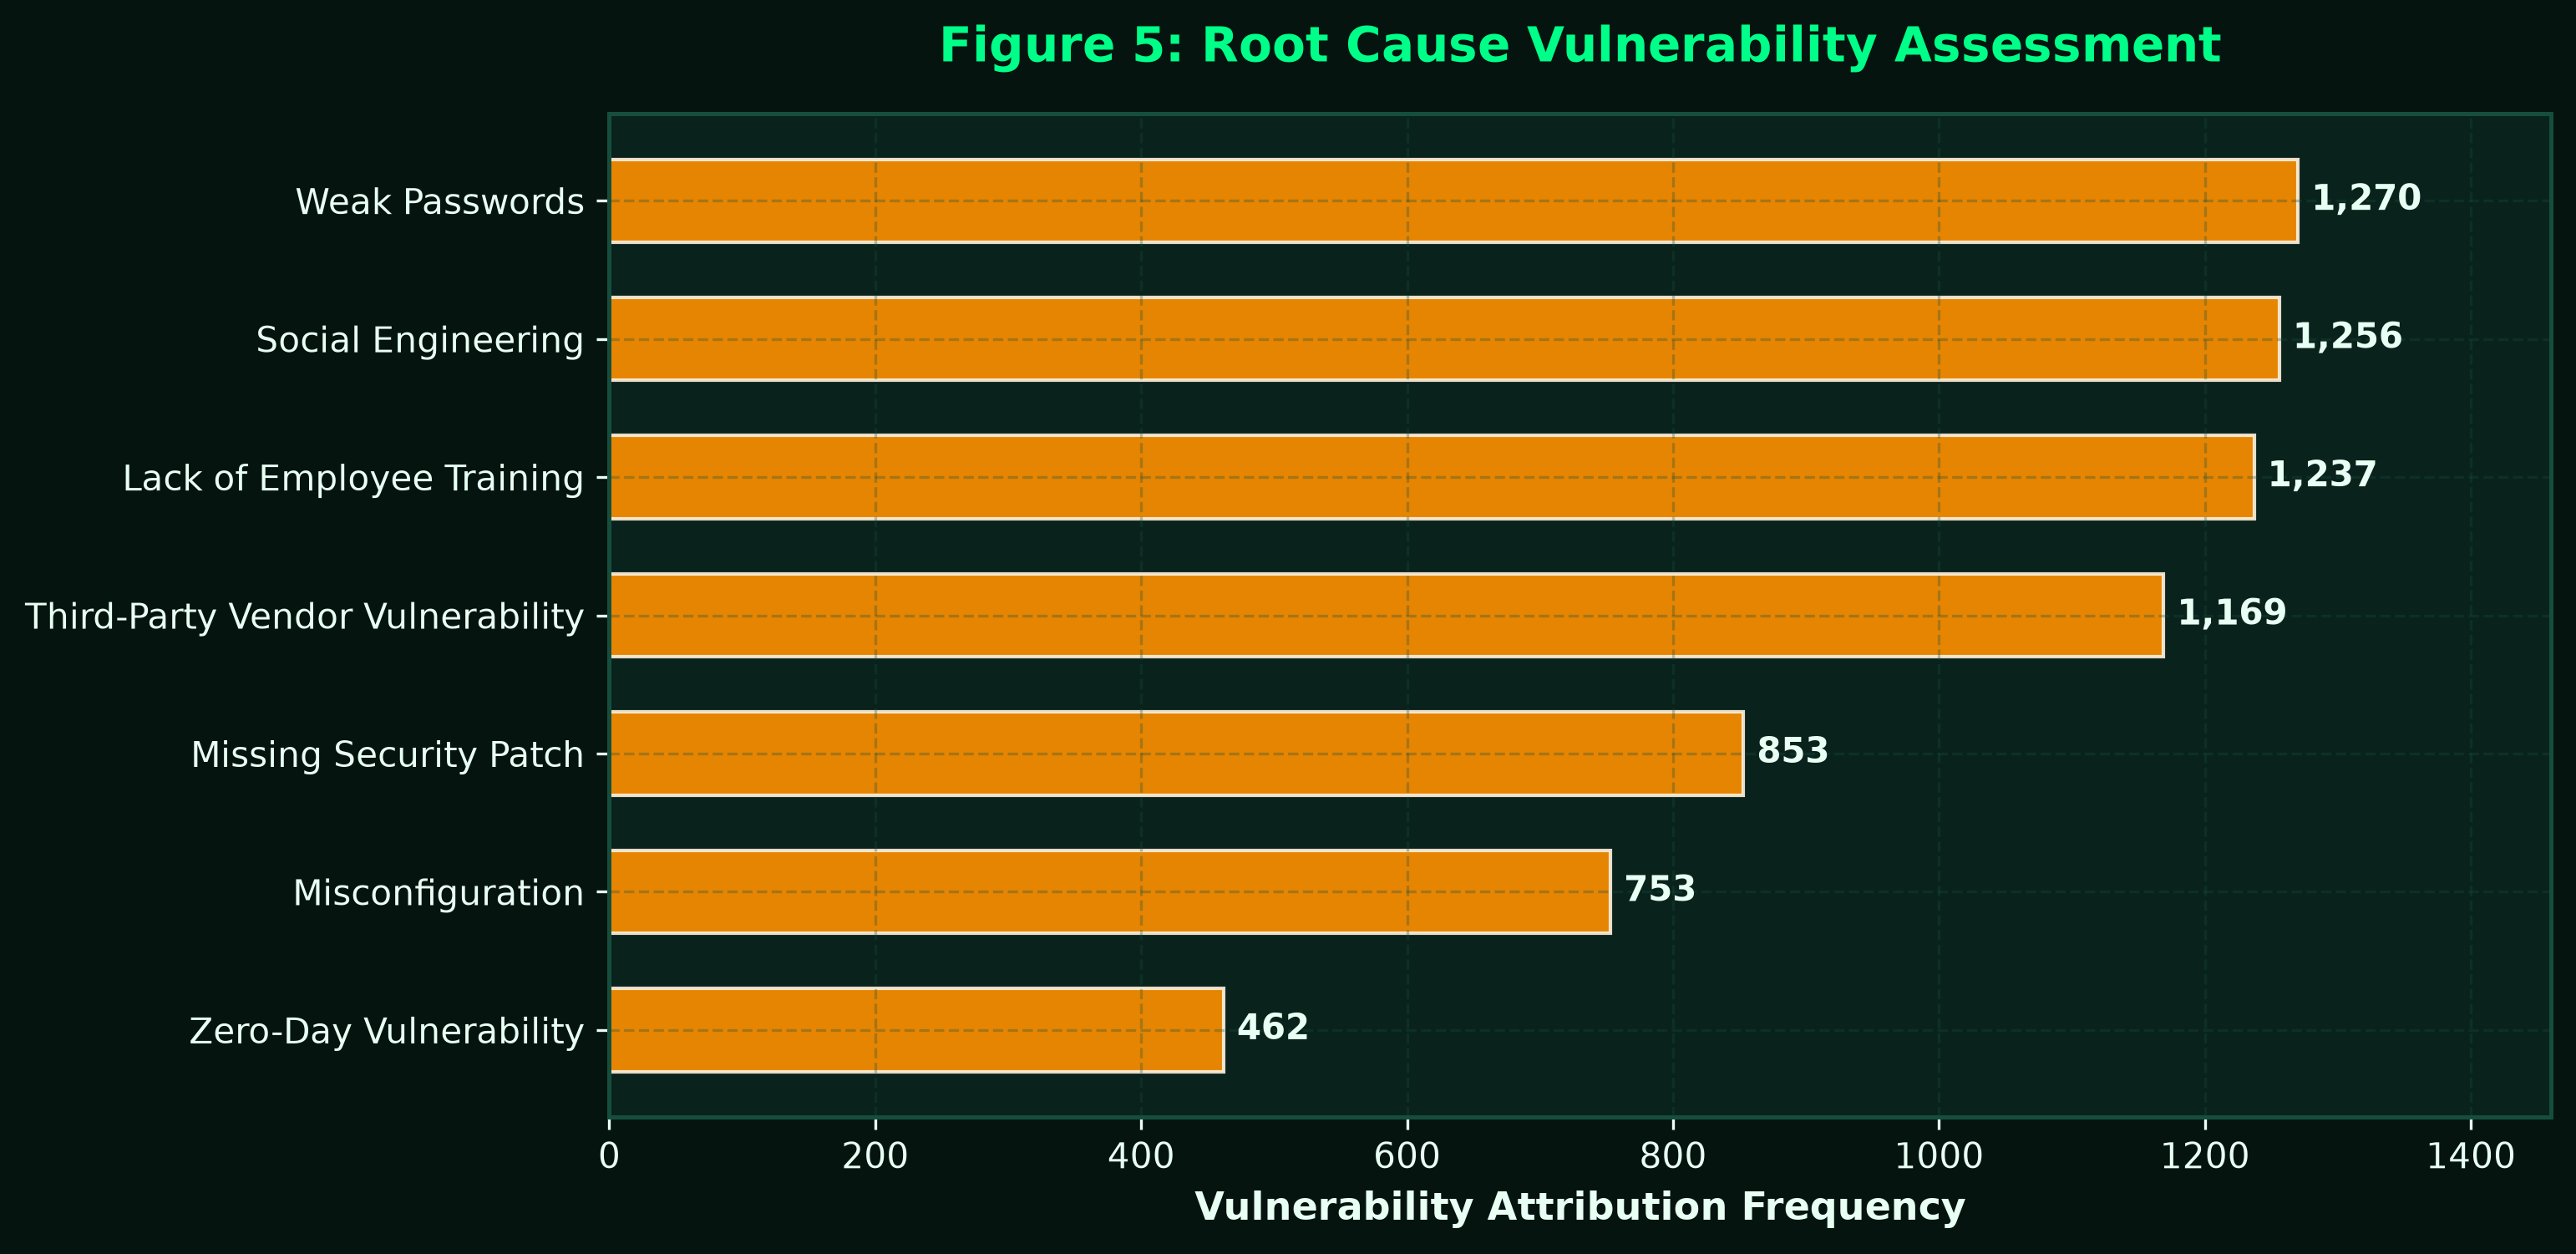 Figure 5: Root Cause Vulnerability Assessment
Weak Passwords
1,270
Social Engineering
1,256
Lack of Employee Training
1,237
Third-Party Vendor Vulnerability
1,169
Missing Security Patch
853
Misconfiguration
753
Zero-Day Vulnerability
462
0 200 400 600 800 1000 1200 1400
Vulnerability Attribution Frequency